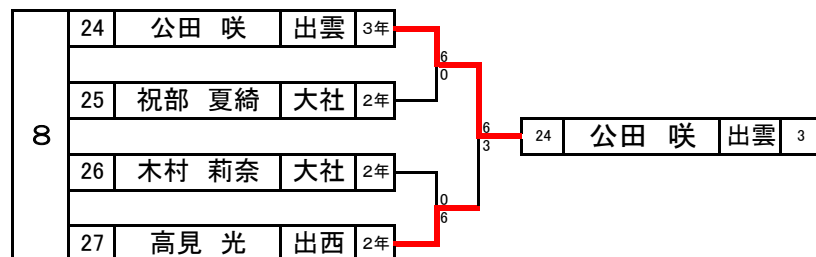 24 公田 咲 出雲 3年
6
0
25 祝部 夏綺 大社 2年
8
6
3
24 公田 咲 出雲 3
26 木村 莉奈 大社 2年
0
6
27 高見 光 出西 2年